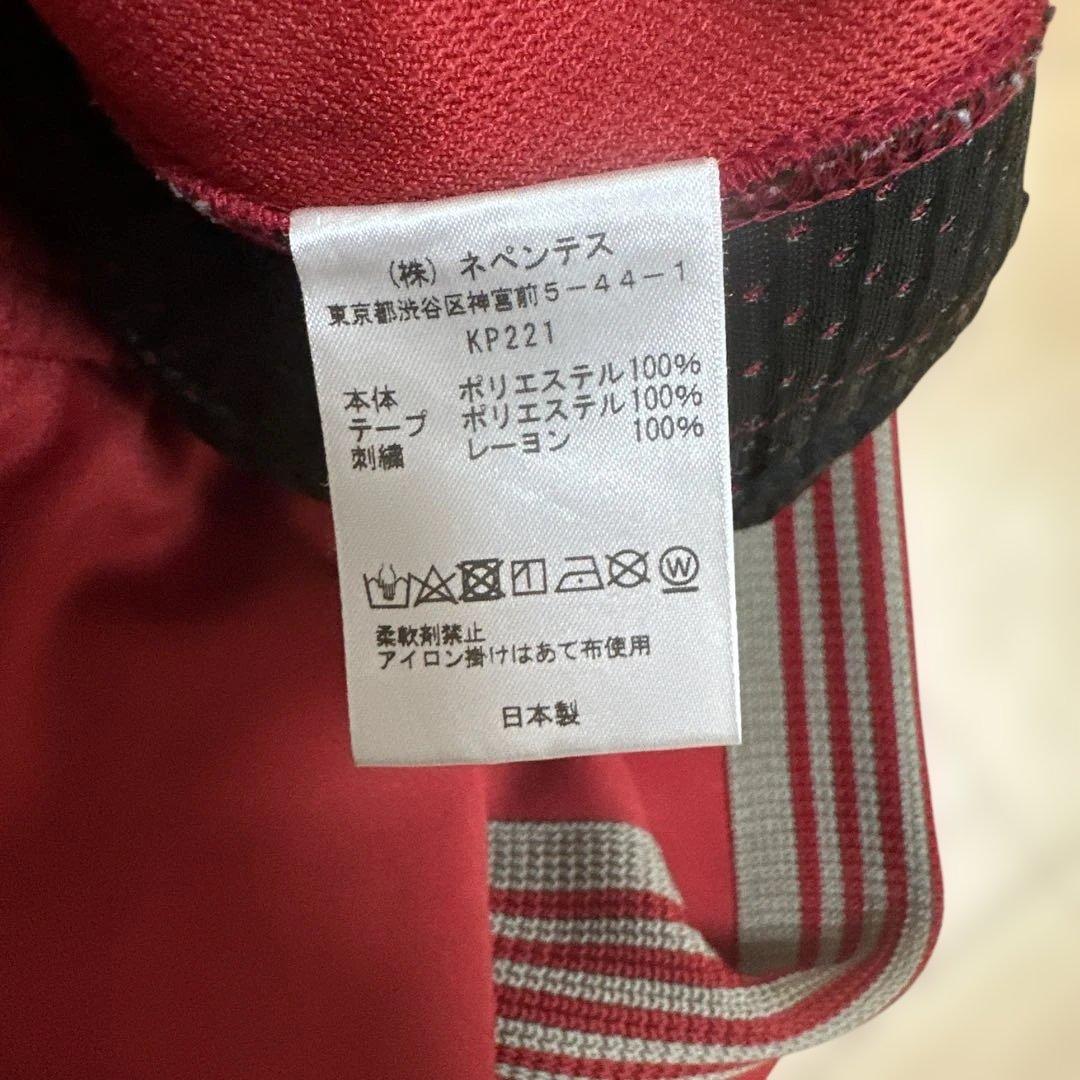 (株) ネペンテス
東京都渋谷区神宮前5-44-1
KP221
本体 ポリエステル100%
テープ ポリエステル100%
刺繍 レーヨン 100%
W
柔軟剤禁止
アイロン掛けはあて布使用
日本製